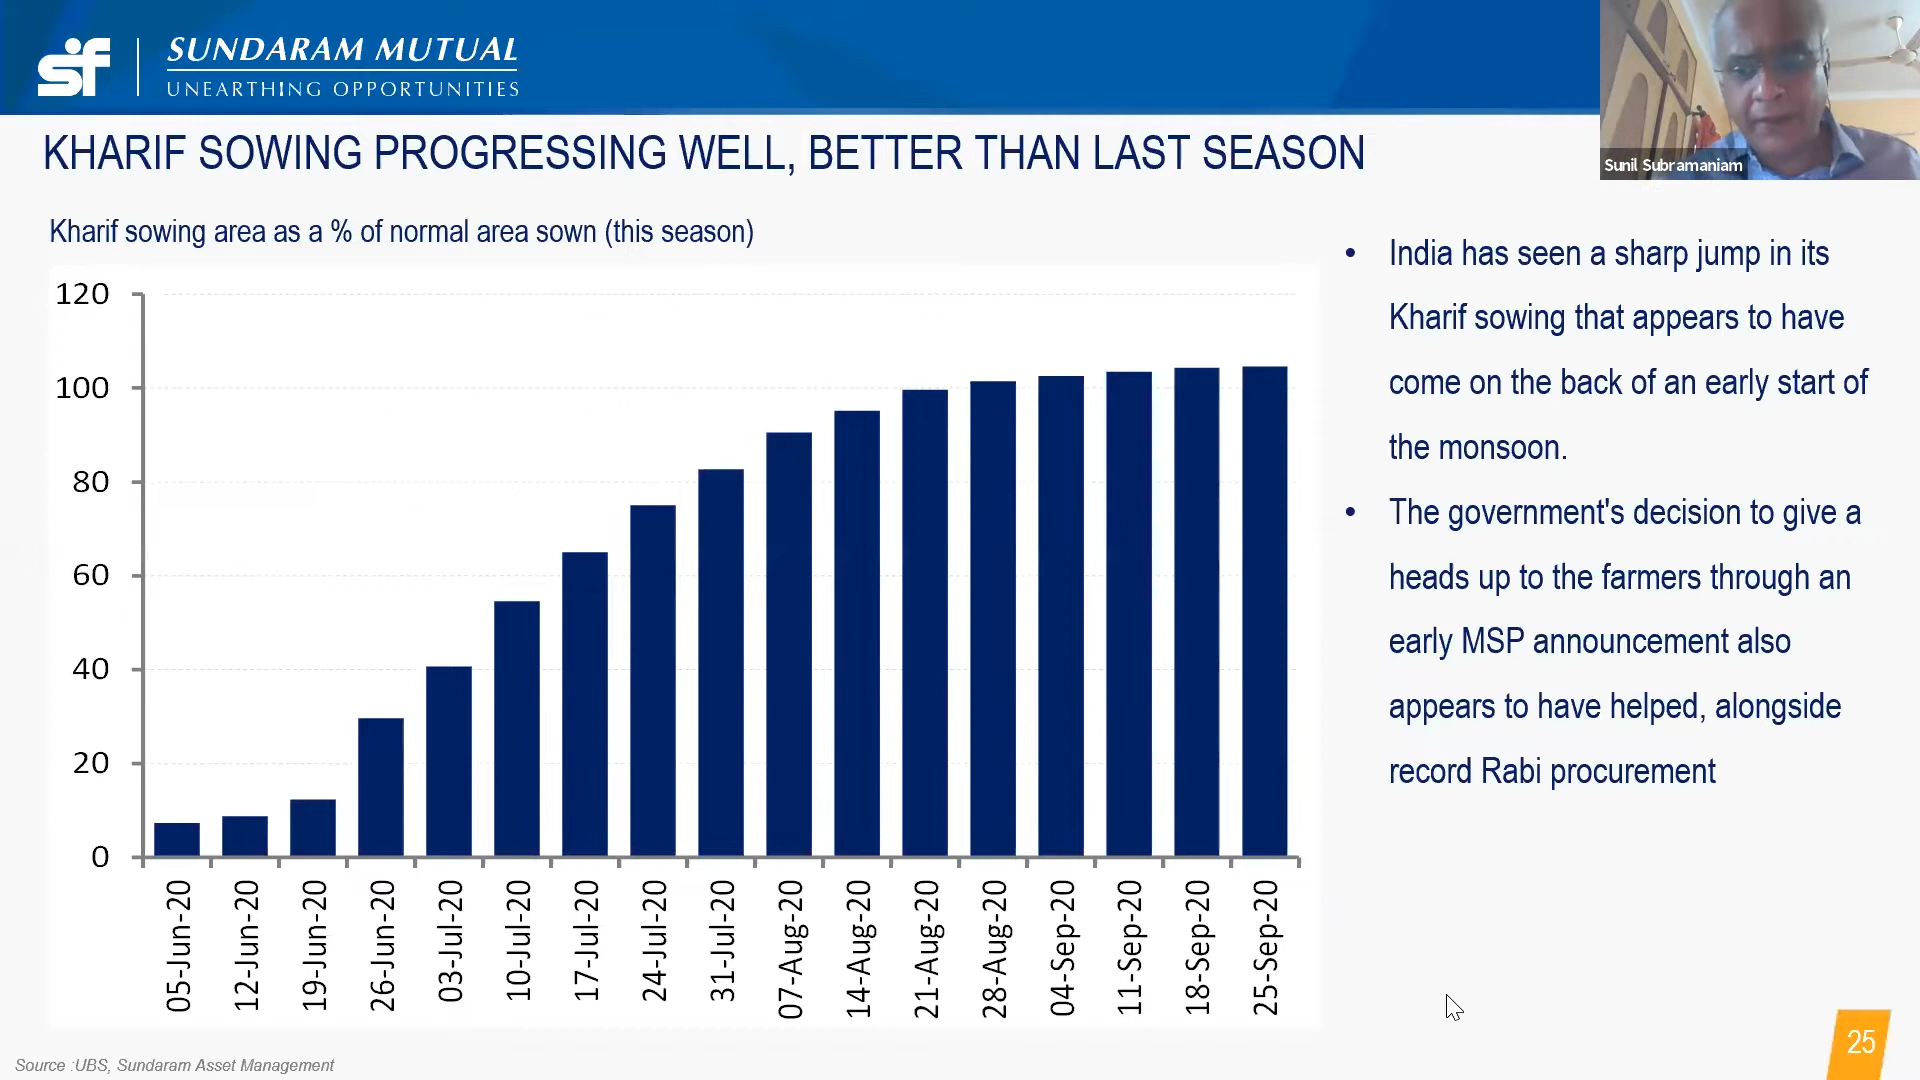 sf
SUNDARAM MUTUAL
UNEARTHING OPPORTUNITIES
Sunil Subramaniam
KHARIF SOWING PROGRESSING WELL, BETTER THAN LAST SEASON
Kharif sowing area as a % of normal area sown (this season)
120
100
80
60
40
20
0
05-Jun-20
12-Jun-20
19-Jun-20
26-Jun-20
03-Jul-20
10-Jul-20
17-Jul-20
24-Jul-20
31-Jul-20
07-Aug-20
14-Aug-20
21-Aug-20
28-Aug-20
04-Sep-20
11-Sep-20
18-Sep-20
25-Sep-20
• India has seen a sharp jump in its
Kharif sowing that appears to have
come on the back of an early start of
the monsoon.
• The government's decision to give a
heads up to the farmers through an
early MSP announcement also
appears to have helped, alongside
record Rabi procurement
Source :UBS, Sundaram Asset Management
25